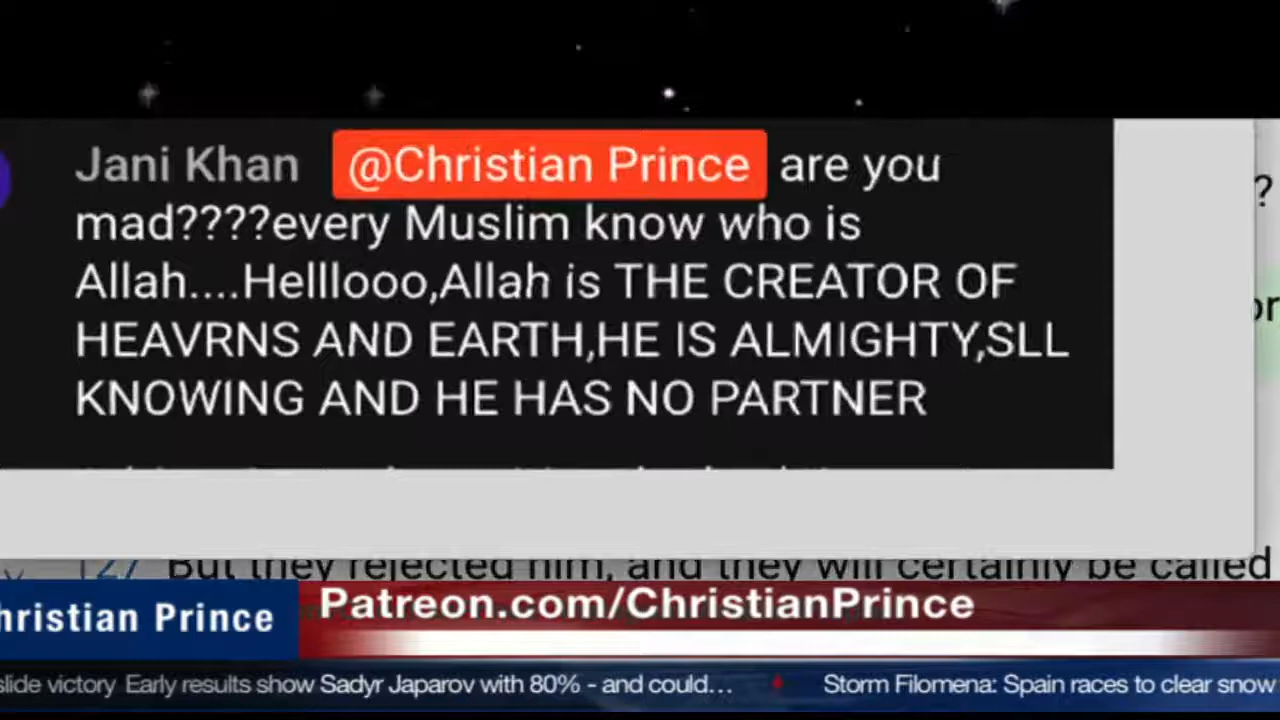 Jani Khan @Christian Prince are you
mad????every Muslim know who is
Allah....Helllooo,Allah is THE CREATOR OF
HEAVRNS AND EARTH,HE IS ALMIGHTY,SLL
KNOWING AND HE HAS NO PARTNER
?
127 But they rejected him, and they will certainly be called
Patreon.com/ChristianPrince
hristian Prince
slide victory Early results show Sadyr Japarov with 80% - and could... Storm Filomena: Spain races to clear snow